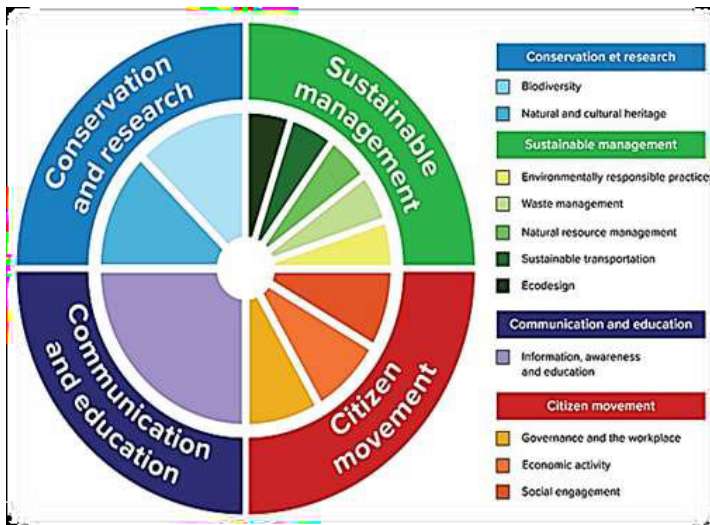 Conservation
and research
Sustainable
management
Communication
and education
Citizen
movement
Conservation et research
Biodiversity
Natural and cultural heritage
Sustainable management
Environmentally responsible practice
Waste management
Natural resource management
Sustainable transportation
Ecodesign
Communication and education
Information, awareness
and education
Citizen movement
Governance and the workplace
Economic activity
Social engagement